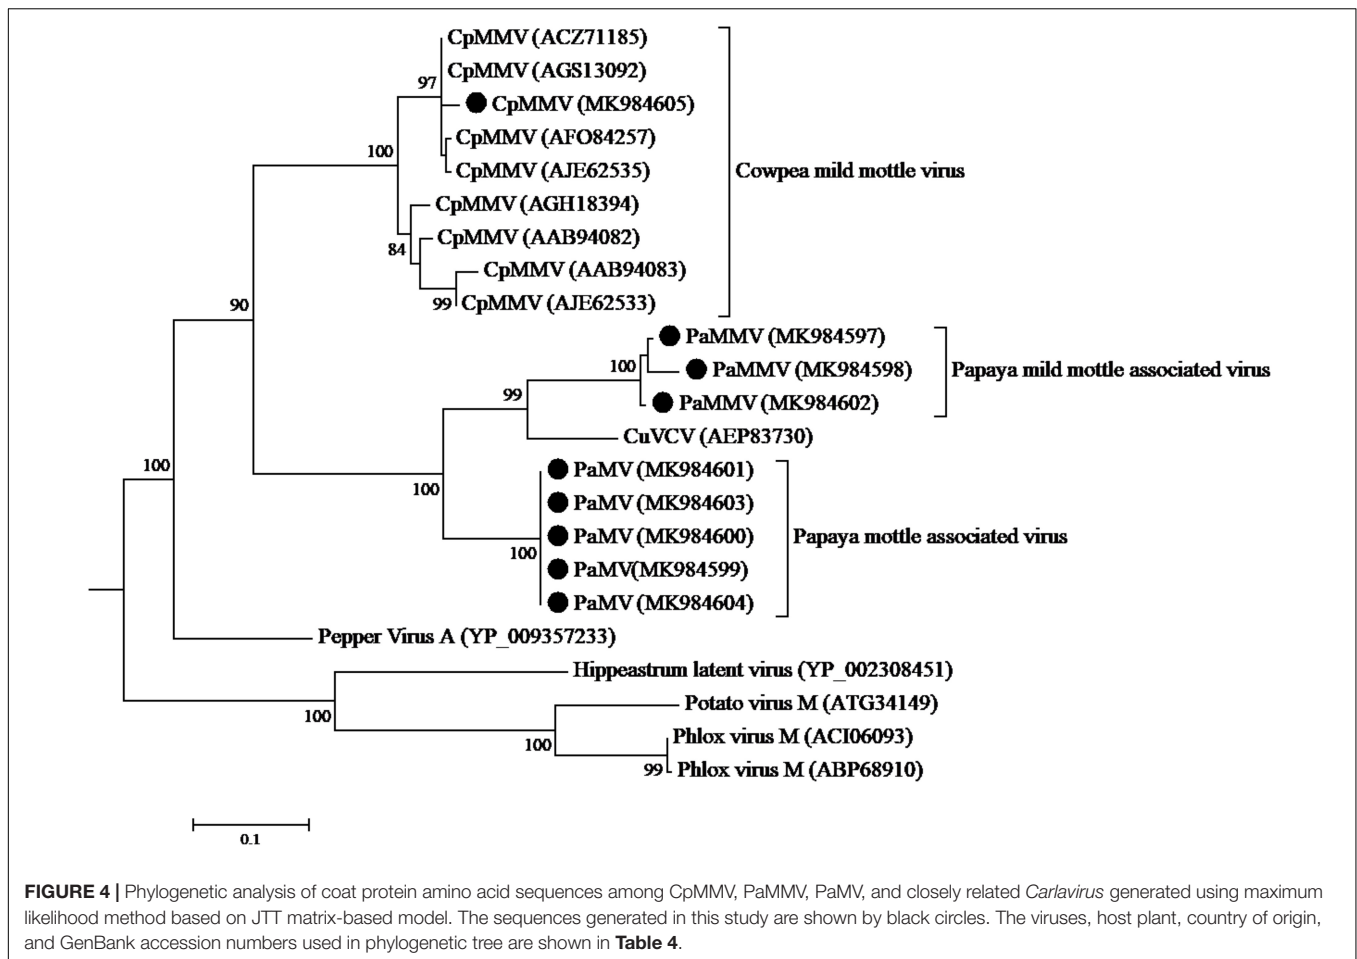 CpMMV (ACZ71185)
97
CpMMV (AGS13092)
CpMMV (MK984605)
CpMMV (AFO84257)
100
CpMMV (AJE62535)
Cowpea mild mottle virus
CpMMV (AGH18394)
CpMMV (AAB94082)
84
CpMMV (AAB94083)
99
CpMMV (AJE62533)
90
PaMMV (MK984597)
100
PaMMV (MK984598)
Papaya mild mottle associated virus
99
PaMMV (MK984602)
CuVCV (AEP83730)
100
PaMV (MK984601)
100
PaMV (MK984603)
PaMV (MK984600)
Papaya mottle associated virus
100
PaMV(MK984599)
PaMV (MK984604)
Pepper Virus A (YP_009357233)
Hippeastrum latent virus (YP_002308451)
100
Potato virus M (ATG34149)
100
Phlox virus M (ACI06093)
99
Phlox virus M (ABP68910)
0.1
FIGURE 4 | Phylogenetic analysis of coat protein amino acid sequences among CpMMV, PaMMV, PaMV, and closely related Carlavirus generated using maximum
likelihood method based on JTT matrix-based model. The sequences generated in this study are shown by black circles. The viruses, host plant, country of origin,
and GenBank accession numbers used in phylogenetic tree are shown in Table 4.